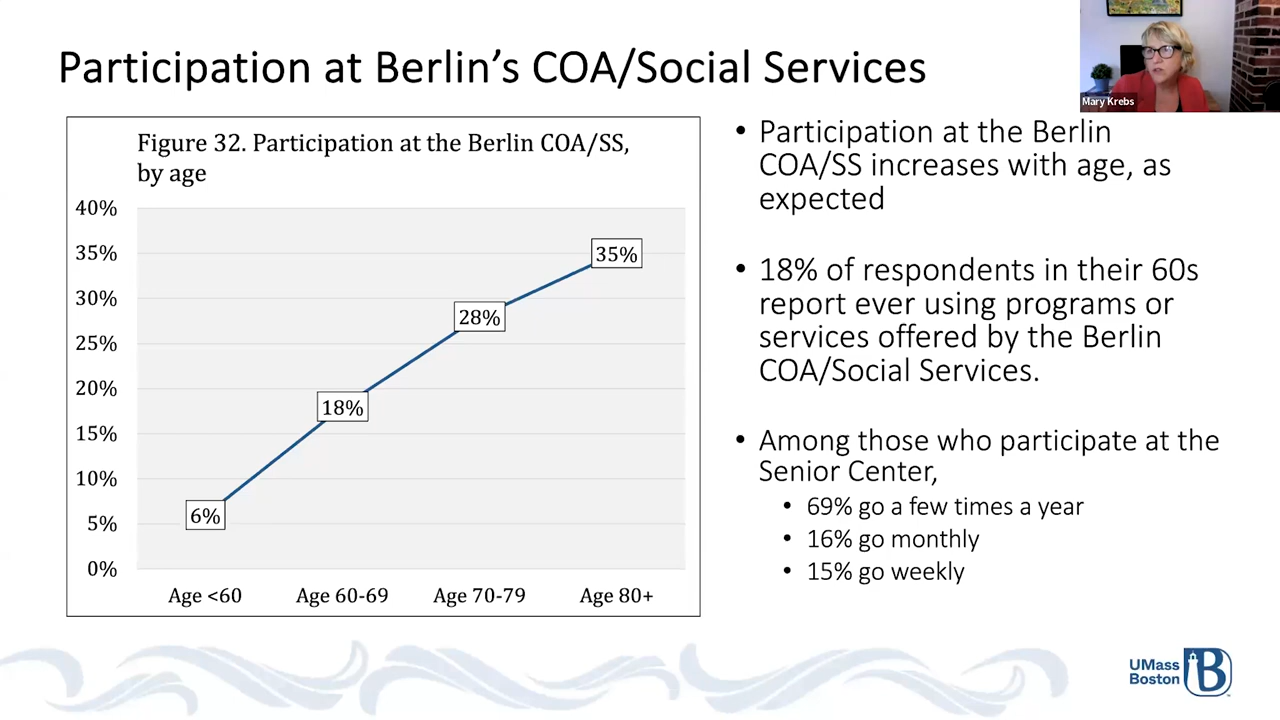 Participation at Berlin's COA/Social Services
Mary Krebs
Figure 32. Participation at the Berlin COA/SS,
by age
40%
35%
30%
25%
20%
15%
10%
5%
0%
35%
28%
18%
6%
Age <60
Age 60-69
Age 70-79
Age 80+
• Participation at the Berlin
COA/SS increases with age, as
expected
• 18% of respondents in their 60s
report ever using programs or
services offered by the Berlin
COA/Social Services.
• Among those who participate at the
Senior Center,
• 69% go a few times a year
• 16% go monthly
• 15% go weekly
UMass
Boston
B